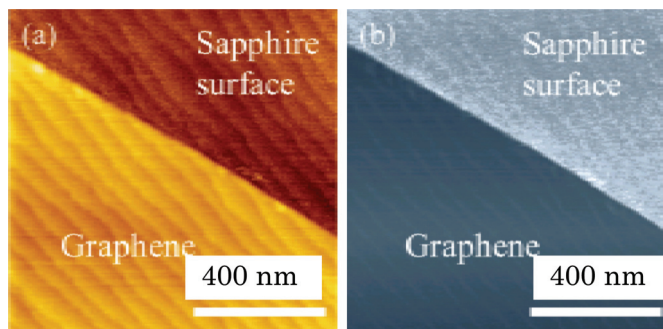 (a)
Sapphire
surface
Graphene
400 nm
(b)
Sapphire
surface
Graphene
400 nm